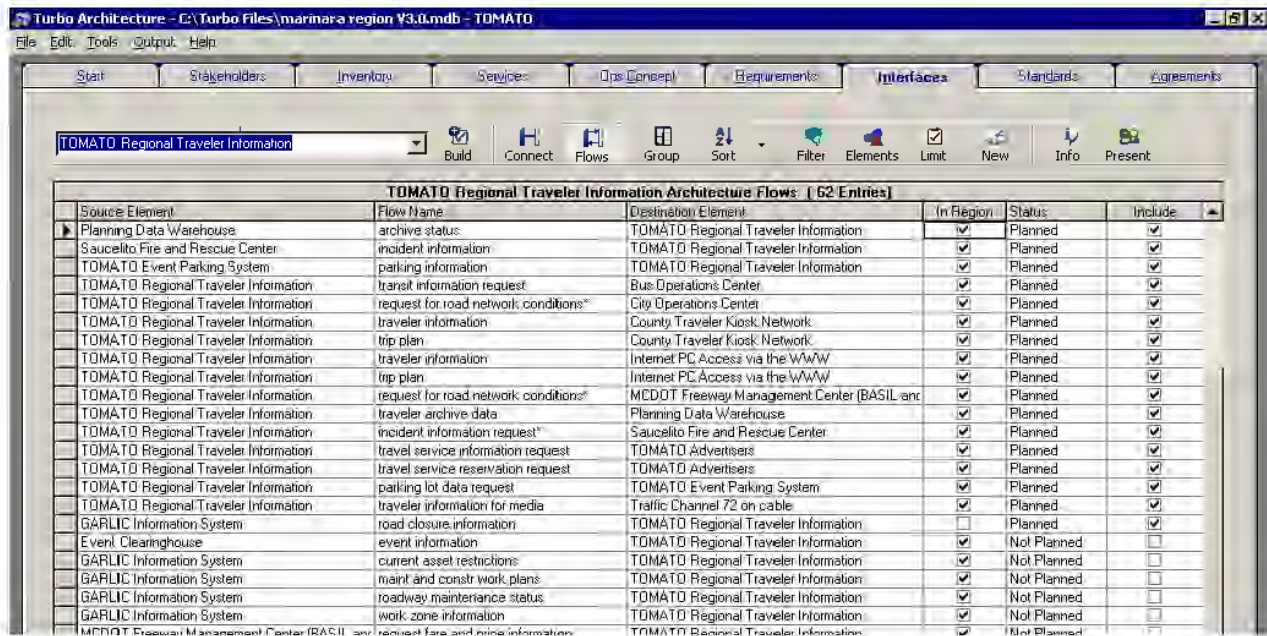 Turbo Architecture - C:\Turbo Files\marinara region V3.0.mdb - TOMATO
File Edit Tools Output Help
Start Stakeholders Inventory Services Ops Concept Requirements Interfaces Standards Agreements
TOMATO Regional Traveler Information Build Connect Flows Group Sort Filter Elements Limit New Info Present
TOMATO Regional Traveler Information Architecture Flows ( 62 Entries)
Source Element Flow Name Destination Element In Region Status Include
Planning Data Warehouse archive status TOMATO Regional Traveler Information Planned
Saucelito Fire and Rescue Center incident information TOMATO Regional Traveler Information Planned
TOMATO Event Parking System parking information TOMATO Regional Traveler Information Planned
TOMATO Regional Traveler Information transit information request Bus Operations Center Planned
TOMATO Regional Traveler Information request for road network conditions* City Operations Center Planned
TOMATO Regional Traveler Information traveler information County Traveler Kiosk Network Planned
TOMATO Regional Traveler Information trip plan County Traveler Kiosk Network Planned
TOMATO Regional Traveler Information traveler information Internet PC Access via the WWW Planned
TOMATO Regional Traveler Information trip plan Internet PC Access via the WWW Planned
TOMATO Regional Traveler Information request for road network conditions* MCDOT Freeway Management Center (BASIL and Planned
TOMATO Regional Traveler Information traveler archive data Planning Data Warehouse Planned
TOMATO Regional Traveler Information incident information request* Saucelito Fire and Rescue Center Planned
TOMATO Regional Traveler Information travel service information request TOMATO Advertisers Planned
TOMATO Regional Traveler Information travel service reservation request TOMATO Advertisers Planned
TOMATO Regional Traveler Information parking lot data request TOMATO Event Parking System Planned
TOMATO Regional Traveler Information traveler information for media Traffic Channel 72 on cable Planned
GARLIC Information System road closure information TOMATO Regional Traveler Information Planned
Event Clearinghouse event information TOMATO Regional Traveler Information Not Planned
GARLIC Information System current asset restrictions TOMATO Regional Traveler Information Not Planned
GARLIC Information System maint and constr work plans TOMATO Regional Traveler Information Not Planned
GARLIC Information System roadway maintenance status TOMATO Regional Traveler Information Not Planned
GARLIC Information System work zone information TOMATO Regional Traveler Information Not Planned
MCDOT Freeway Management Center (BASIL and request fare and price information TOMATO Regional Traveler Information Not Planned